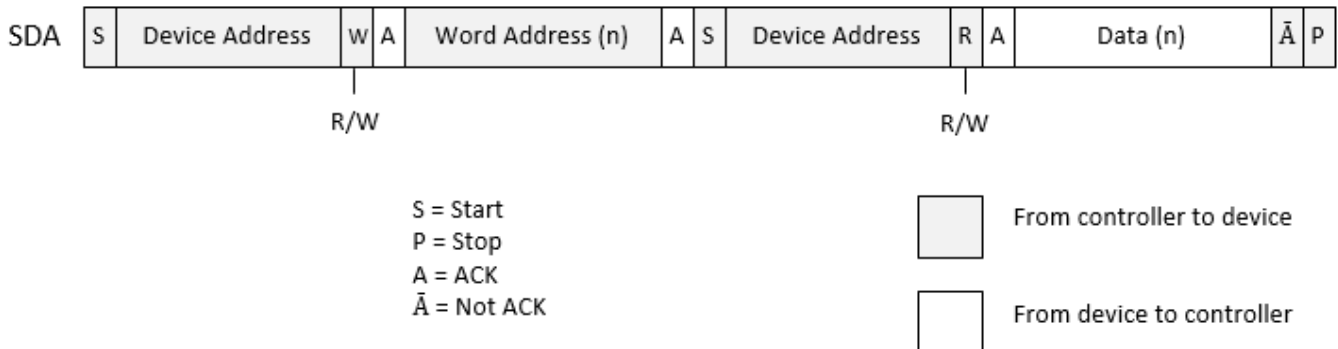 SDA S Device Address W A Word Address (n) A S Device Address R A Data (n) Ā P
R/W R/W
S = Start
P = Stop
A = ACK
Ā = Not ACK
From controller to device
From device to controller